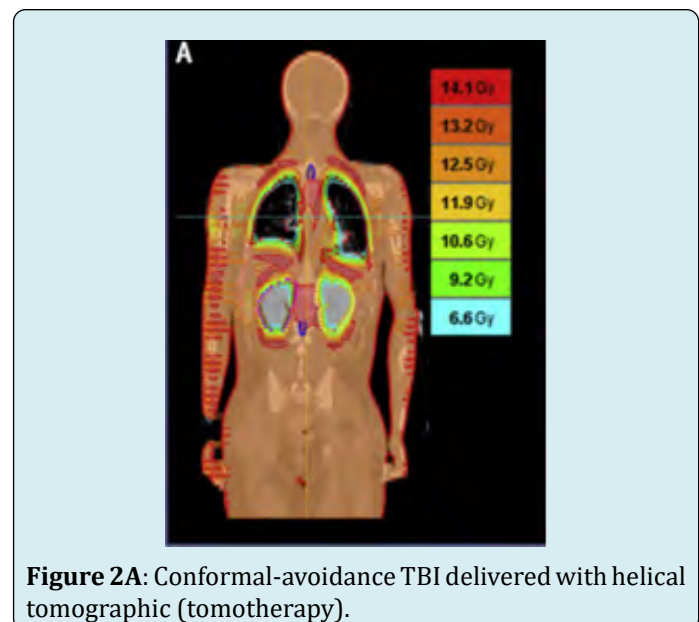 A
14.1 Gy
13.2 Gy
12.5 Gy
11.9 Gy
10.6 Gy
9.2 Gy
6.6 Gy
Figure 2A: Conformal-avoidance TBI delivered with helical
tomographic (tomotherapy).